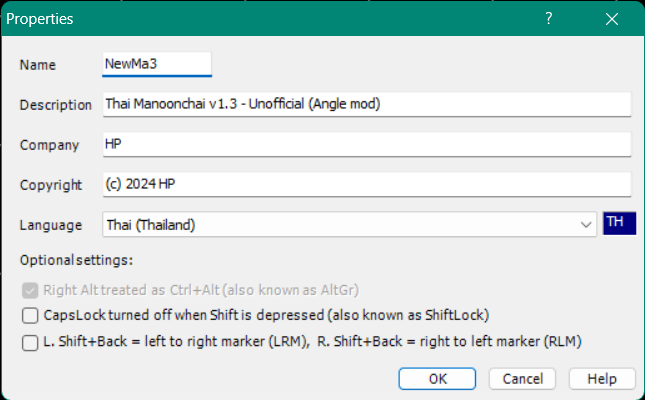 Properties
?
Name NewMa3
Description Thai Manoonchai v1.3 - Unofficial (Angle mod)
Company HP
Copyright (c) 2024 HP
Language Thai (Thailand) TH
Optional settings:
Right Alt treated as Ctrl+Alt (also known as AltGr)
CapsLock turned off when Shift is depressed (also known as ShiftLock)
L. Shift+Back = left to right marker (LRM), R. Shift+Back = right to left marker (RLM)
OK Cancel Help